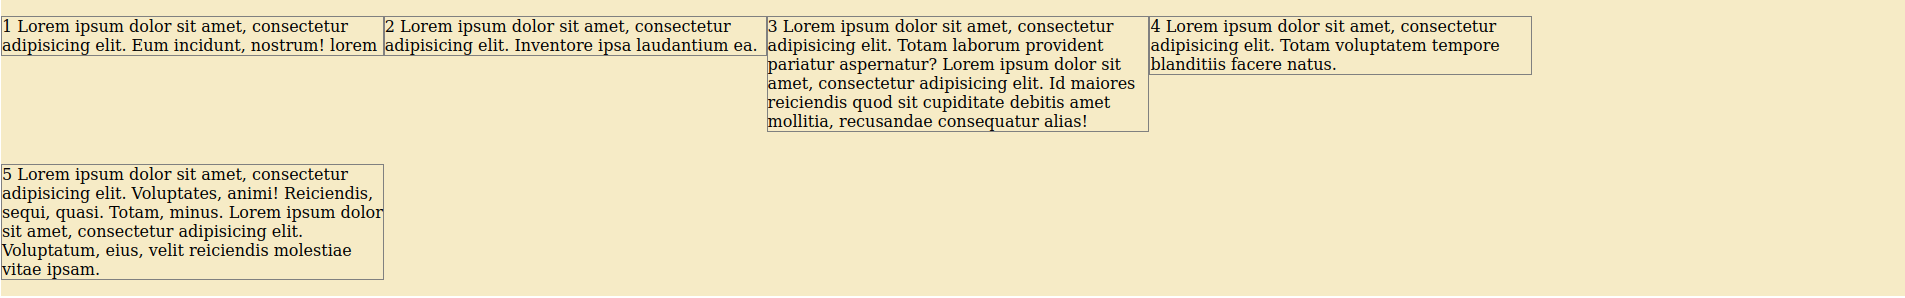 1 Lorem ipsum dolor sit amet, consectetur
adipisicing elit. Eum incidunt, nostrum! lorem
2 Lorem ipsum dolor sit amet, consectetur
adipisicing elit. Inventore ipsa laudantium ea.
3 Lorem ipsum dolor sit amet, consectetur
adipisicing elit. Totam laborum provident
pariatur aspernatur? Lorem ipsum dolor sit
amet, consectetur adipisicing elit. Id maiores
reiciendis quod sit cupiditate debitis amet
mollitia, recusandae consequatur alias!
4 Lorem ipsum dolor sit amet, consectetur
adipisicing elit. Totam voluptatem tempore
blanditiis facere natus.
5 Lorem ipsum dolor sit amet, consectetur
adipisicing elit. Voluptates, animi! Reiciendis,
sequi, quasi. Totam, minus. Lorem ipsum dolor
sit amet, consectetur adipisicing elit.
Voluptatum, eius, velit reiciendis molestiae
vitae ipsam.